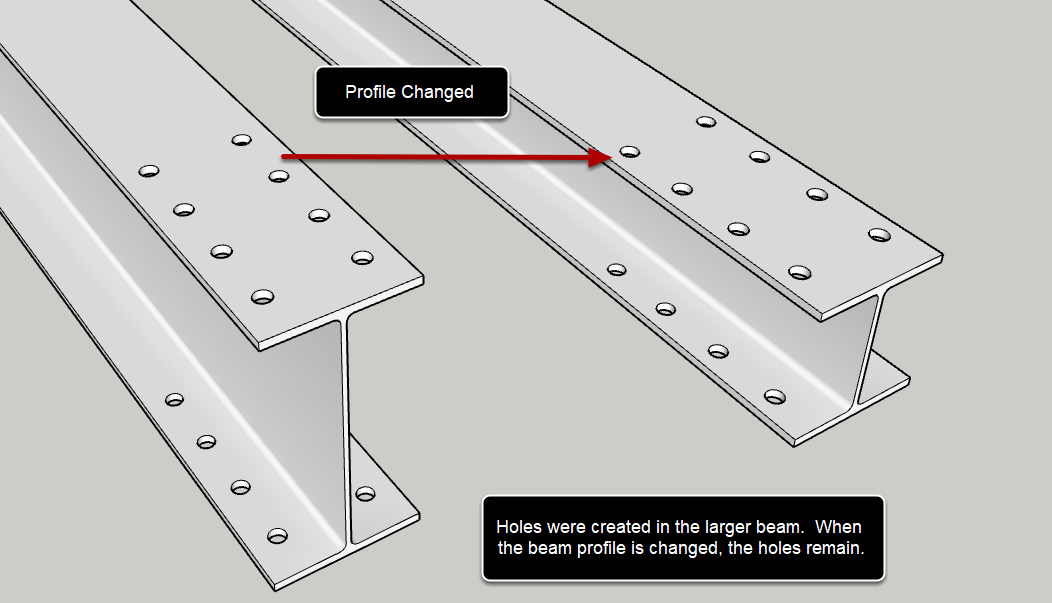 Profile Changed
Holes were created in the larger beam.  When
the beam profile is changed, the holes remain.